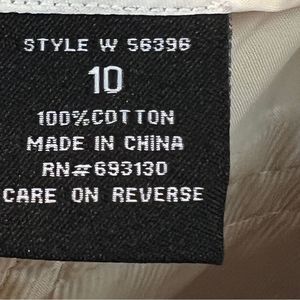 STYLE W 56396
10
100%COTTON
MADE IN CHINA
RN#693130
CARE ON REVERSE